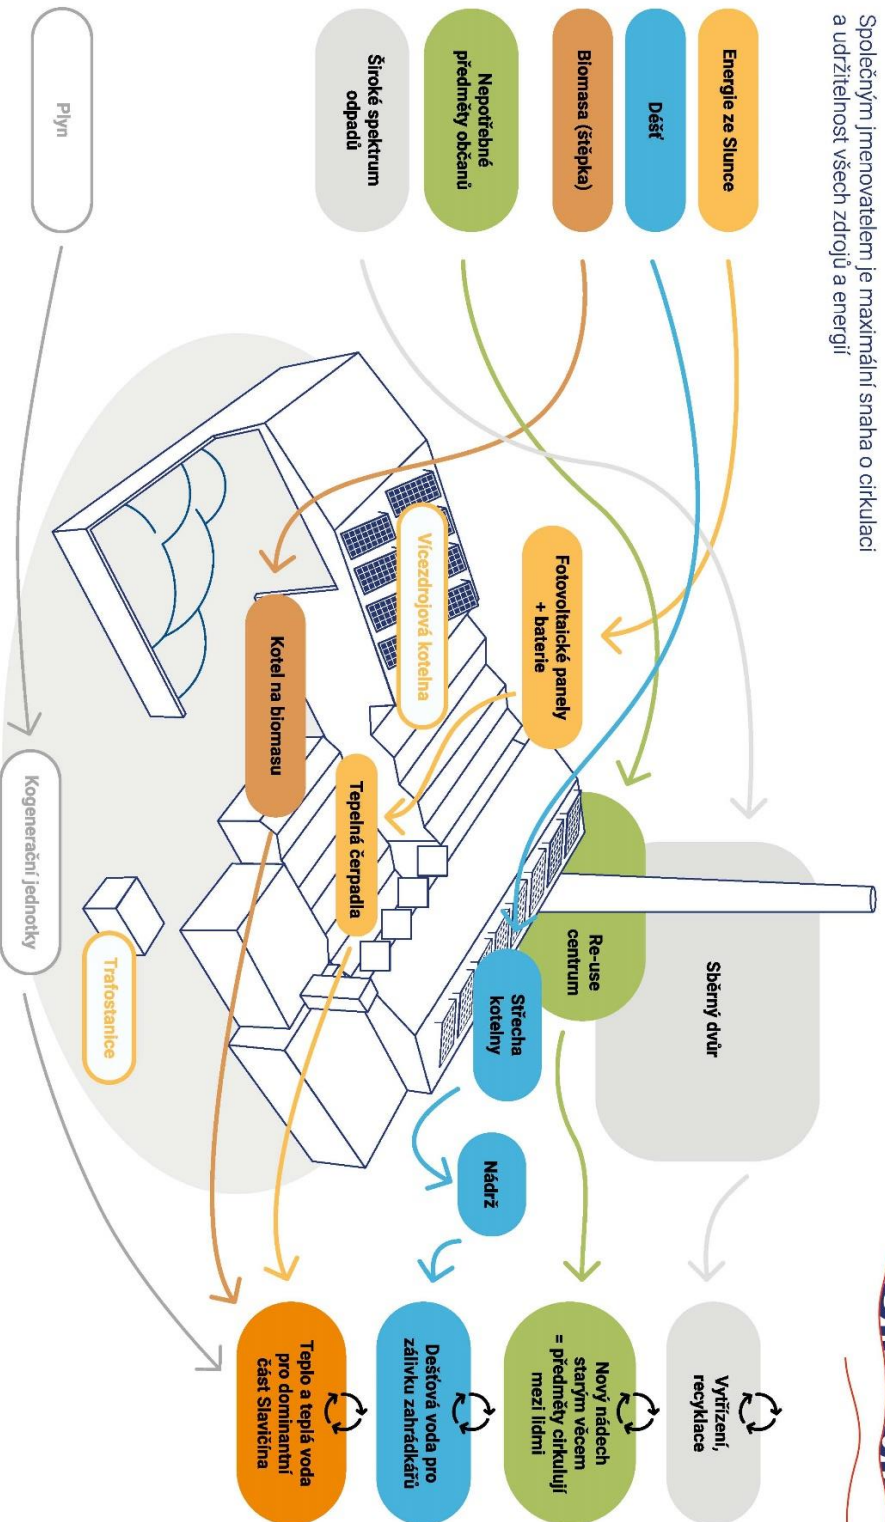 Společným jmenovatelem je maximální snaha o cirkulaci
a udržitelnost všech zdrojů a energií
Energie ze Slunce
Déšť
Biomasa (štěpka)
Nepotřebné
předměty občanů
Široké spektrum
odpadů
Plyn
Fotovoltaické panely
+ baterie
Vícezdrojová kotelna
Kotel na biomasu
Tepelná čerpadla
Kogenerační jednotky
Trafostanice
Sběrný dvůr
Re-use
centrum
Střecha
kotelny
Nádrž
Vytřízení,
recyklace
Nový nádech
starým věcem
= předměty cirkulují
mezi lidmi
Dešťová voda pro
zálivku zahrádkářů
Teplo a teplá voda
pro dominantní
část Slavičína